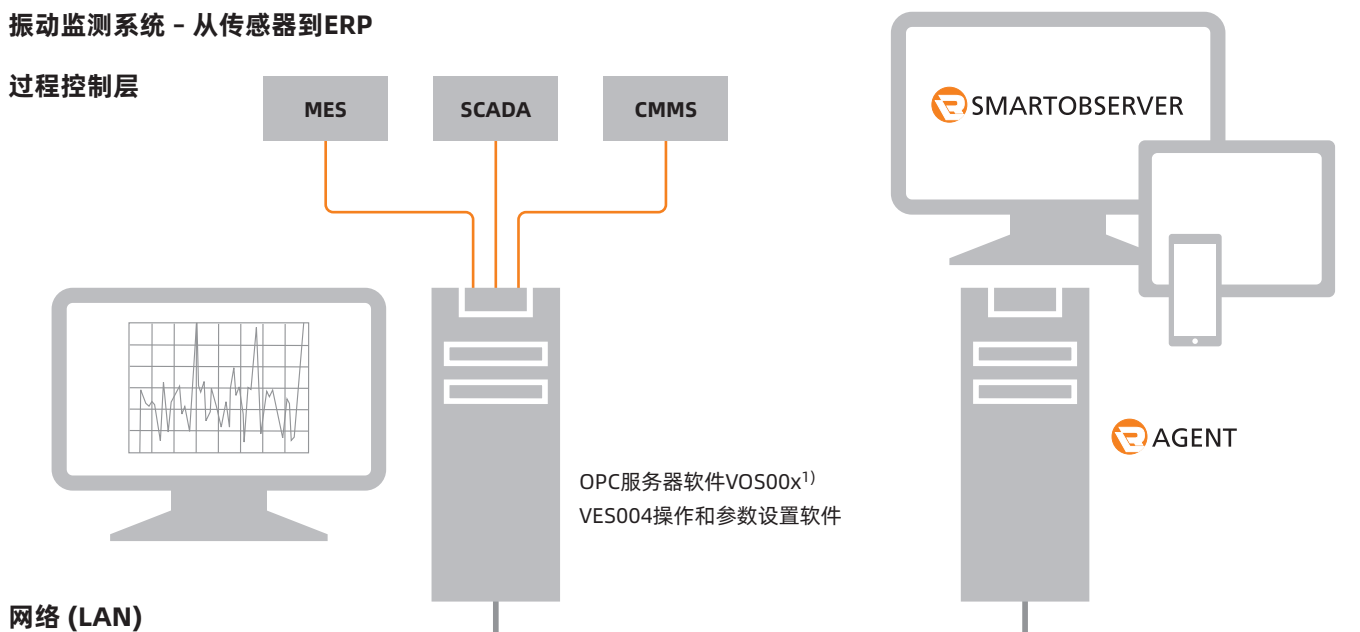 振动监测系统 – 从传感器到ERP
过程控制层
MES
SCADA
CMMS
SMARTOBSERVER
AGENT
OPC服务器软件VOS00x1)
VES004操作和参数设置软件
网络 (LAN)